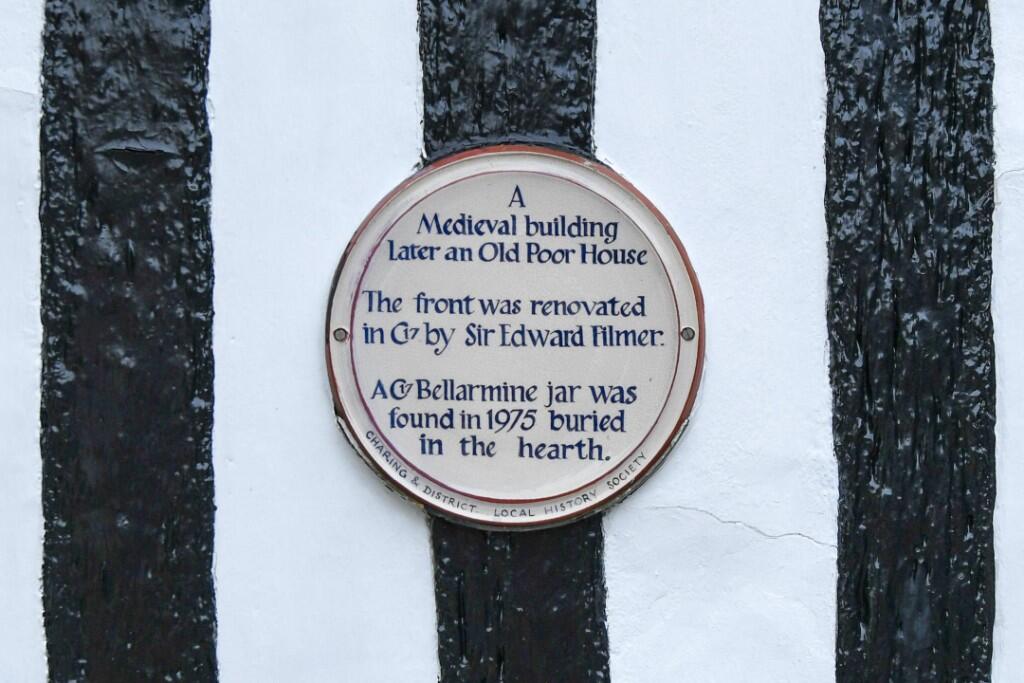 A
Medieval building
Later an Old Poor House
The front was renovated
in C17 by Sir Edward Filmer.
A C17 Bellarmine jar was
found in 1975 buried
in the hearth.
CHARING & DISTRICT LOCAL HISTORY SOCIETY